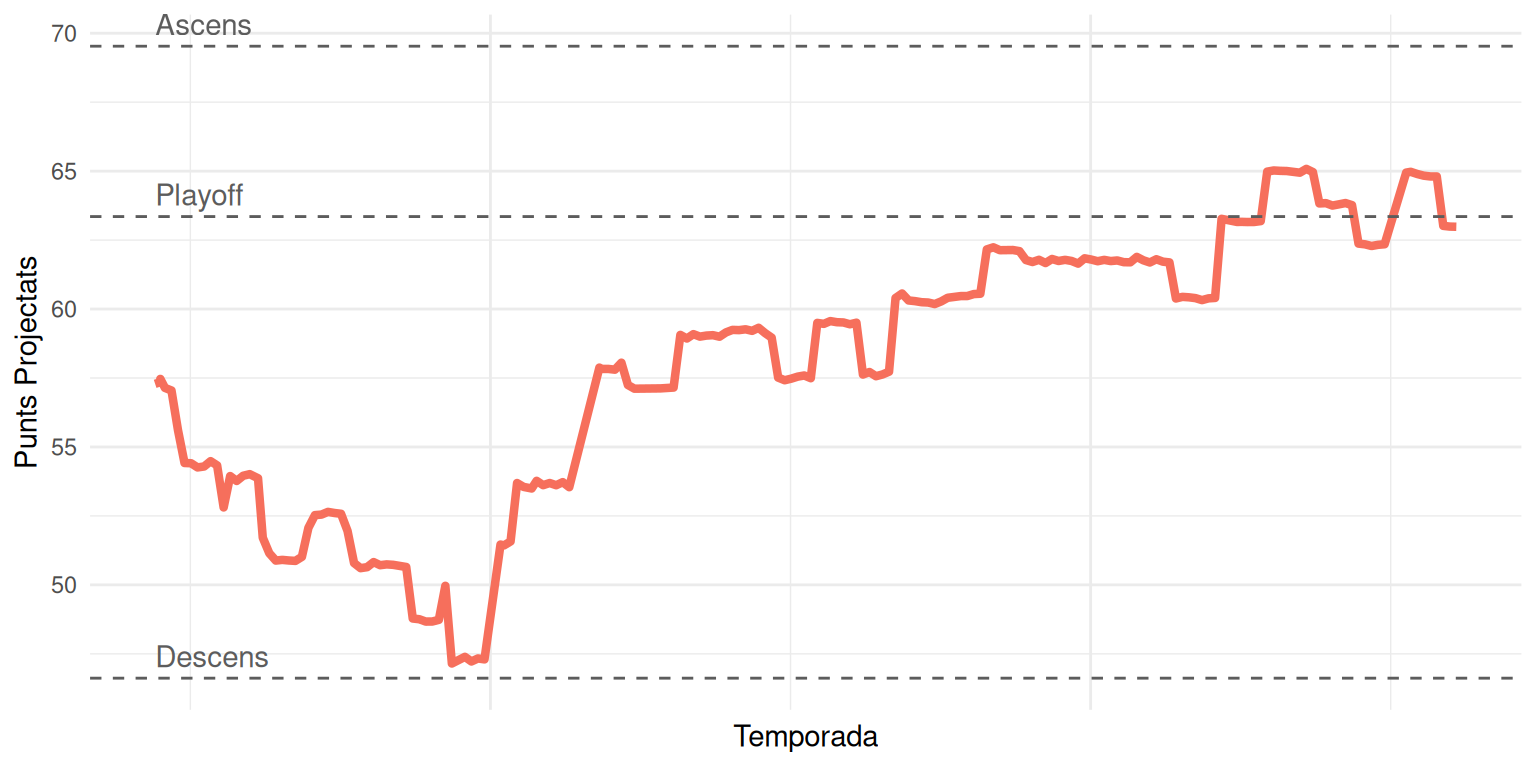 Ascens
70
65
Playoff
60
Punts Projectats
55
50
Descens
Temporada